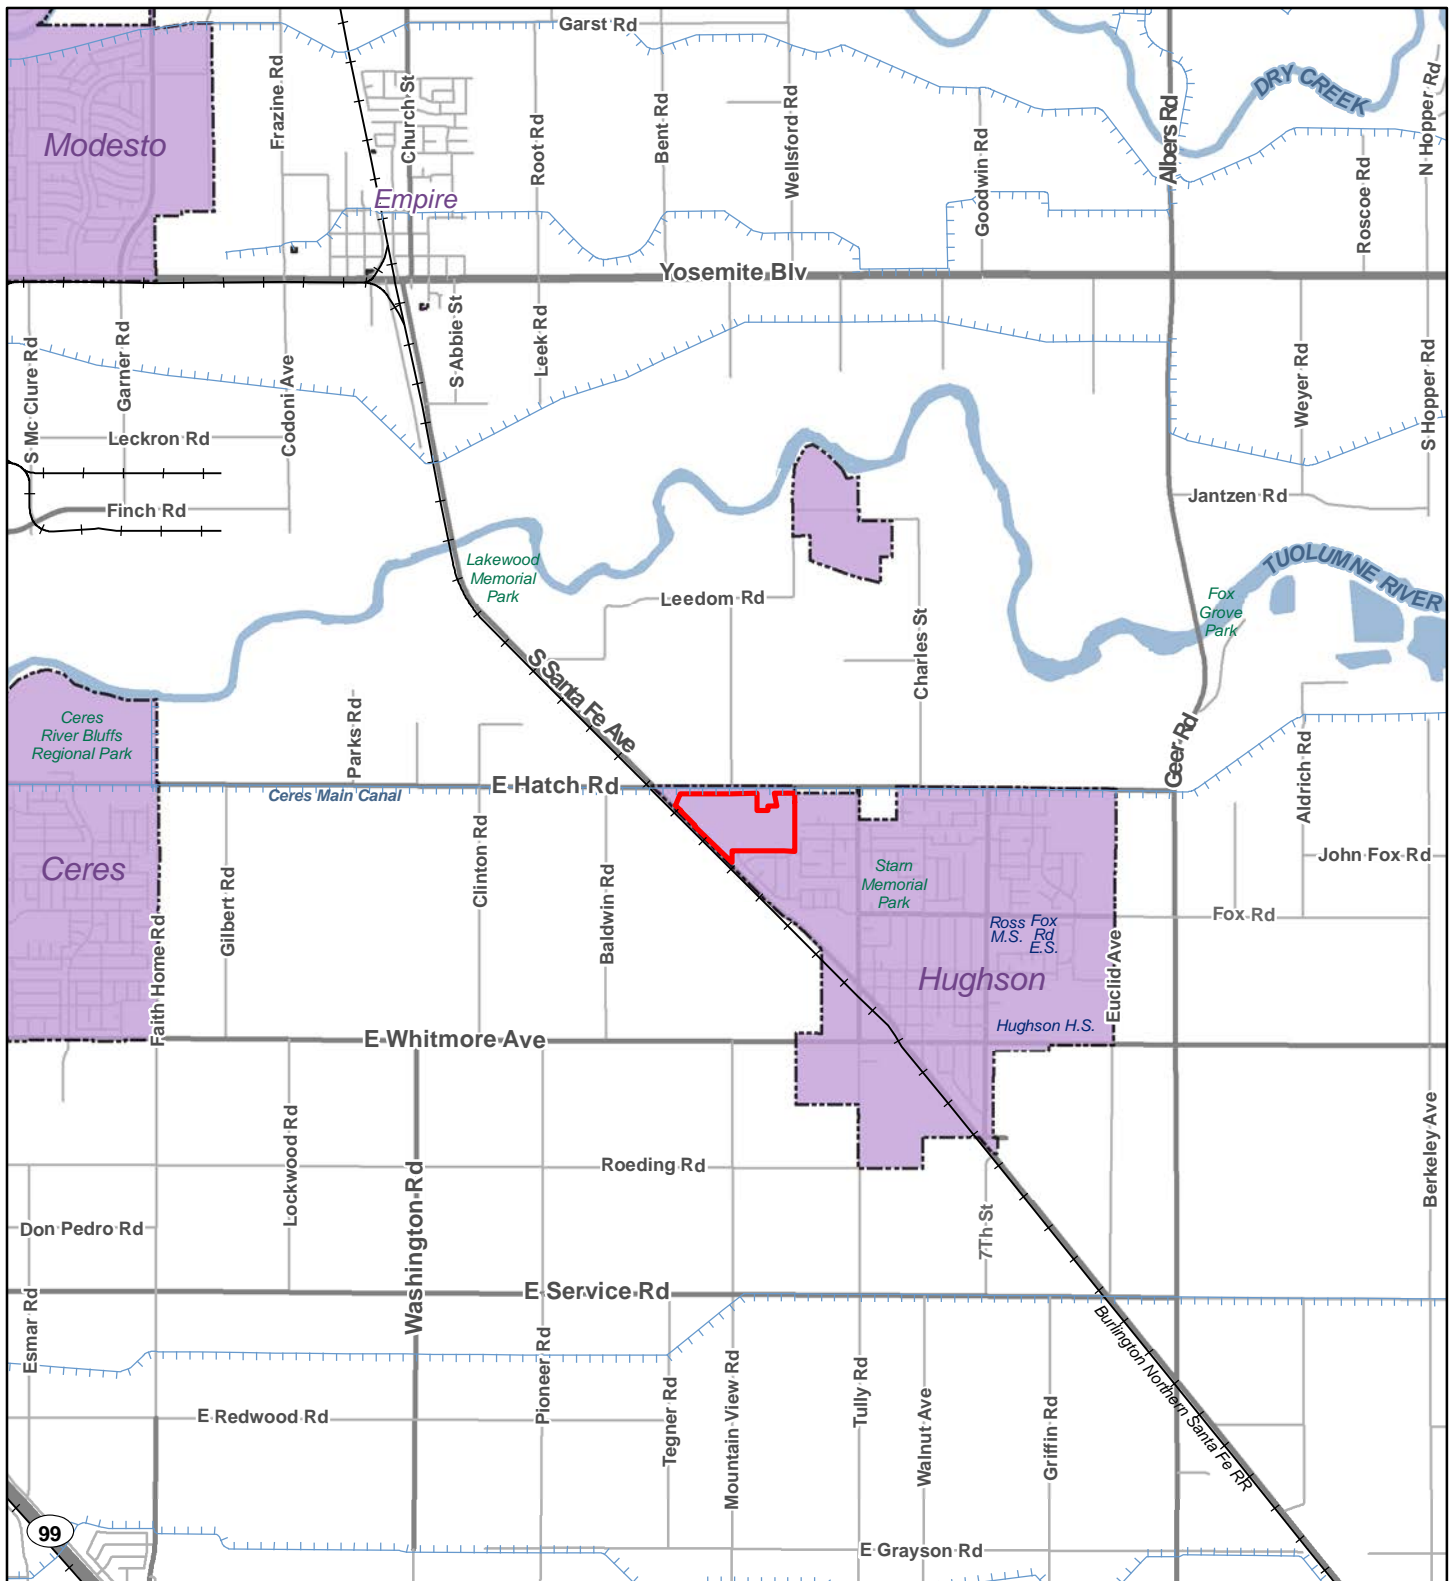 Garst Rd
Frazine Rd
Church St
Root Rd
Bent Rd
Wellsford Rd
Goodwin Rd
Albers Rd
DRY CREEK
N Hopper Rd
Roscoe Rd
Modesto
Empire
Yosemite Blv
S Mc Clure Rd
Garner Rd
Codoni Ave
S Abbie St
Leek Rd
Weyer Rd
S Hopper Rd
Leckron Rd
Finch Rd
Jantzen Rd
Lakewood
Memorial
Park
TUOLUMNE RIVER
Leedom Rd
Charles St
Fox
Grove
Park
S Santa Fe Ave
Ceres
River Bluffs
Regional Park
Parks Rd
Geer Rd
Aldrich Rd
E Hatch Rd
Ceres Main Canal
Ceres
Gilbert Rd
Clinton Rd
Baldwin Rd
Faith Home Rd
Starn
Memorial
Park
John Fox Rd
Fox Rd
Ross
M.S.
Fox
Rd
E.S.
Hughson
Euclid Ave
Hughson H.S.
E Whitmore Ave
Lockwood Rd
Washington Rd
Roeding Rd
Berkeley Ave
Don Pedro Rd
7Th St
E Service Rd
Esmar Rd
Pioneer Rd
Tegner Rd
Mountain View Rd
Tully Rd
Walnut Ave
Griffin Rd
Burlington Northern Santa Fe RR
E Redwood Rd
99
E Grayson Rd